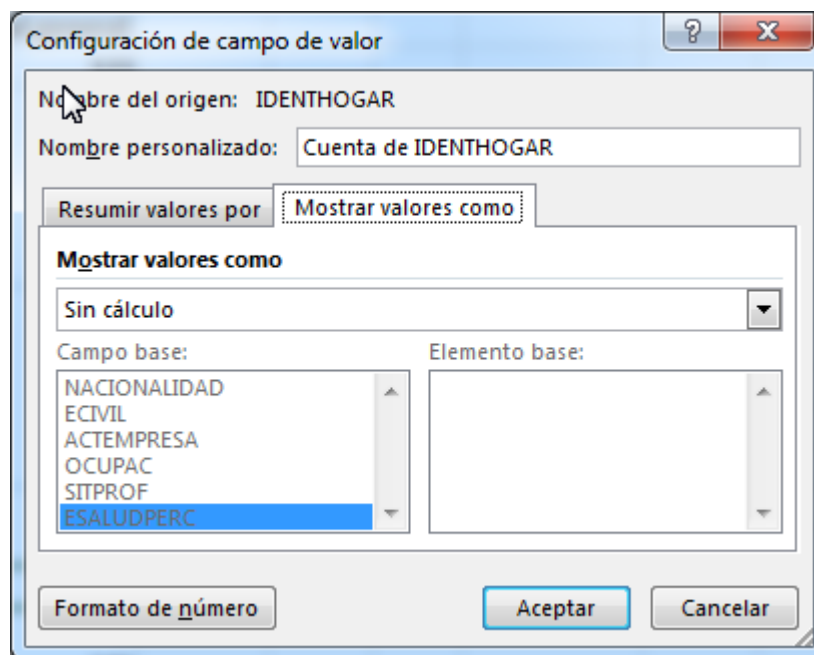 Configuración de campo de valor
Nombre del origen: IDENTHOGAR
Nombre personalizado: Cuenta de IDENTHOGAR
Resumir valores por Mostrar valores como
Mostrar valores como
Sin cálculo
Campo base: Elemento base:
NACIONALIDAD
ECIVIL
ACTEMPRESA
OCUPAC
SITPROF
ESALUDPERC
Formato de número Aceptar Cancelar